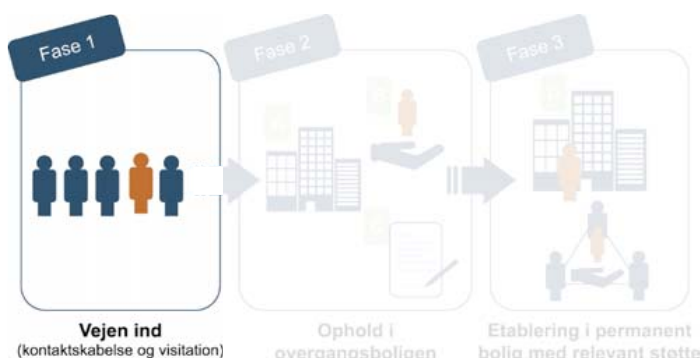 Fase 1
Fase 2
Fase 3
Vejen ind
(kontaktskabelse og visitation)
Ophold i
overgangsboligen
Etablering i permanent
bolig med relevant støtte